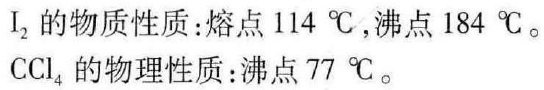 I₂ 的物质性质:熔点 114 ℃,沸点 184 ℃。
CCl₄ 的物理性质:沸点 77 ℃。